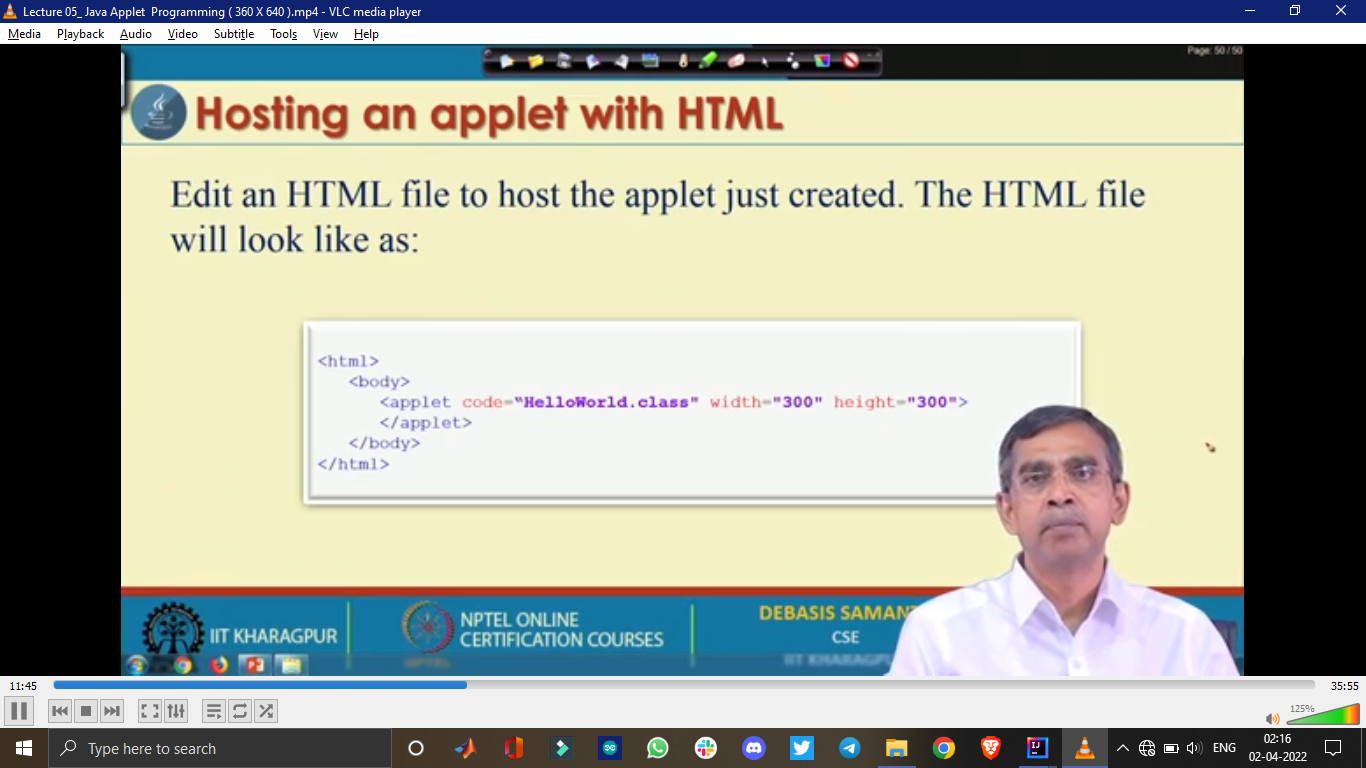 Lecture 05_ Java Applet  Programming ( 360 X 640 ).mp4 - VLC media player
Media Playback Audio Video Subtitle Tools View Help
Page: 50 / 50
Hosting an applet with HTML
Edit an HTML file to host the applet just created. The HTML file
will look like as:
<html>
<body>
<applet code="HelloWorld.class" width="300" height="300">
</applet>
</body>
</html>
IIT KHARAGPUR
NPTEL ONLINE
CERTIFICATION COURSES
DEBASIS SAMAN
CSE
IIT KHARAGPU
11:45
35:55
125%
Type here to search
ENG
02:16
02-04-2022